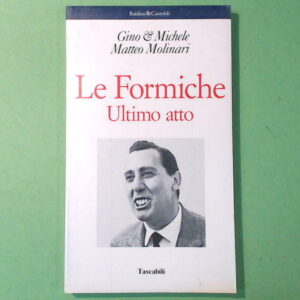 Baldini&Castoldi
Gino & Michele
Matteo Molinari
Le Formiche
Ultimo atto
Tascabili